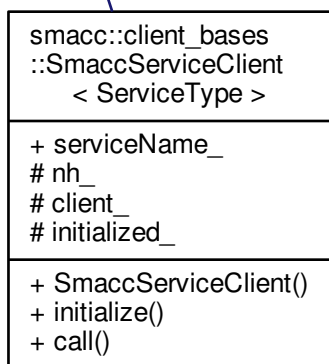 smacc::client_bases
::SmaccServiceClient
< ServiceType >
+ serviceName_
# nh_
# client_
# initialized_
+ SmaccServiceClient()
+ initialize()
+ call()